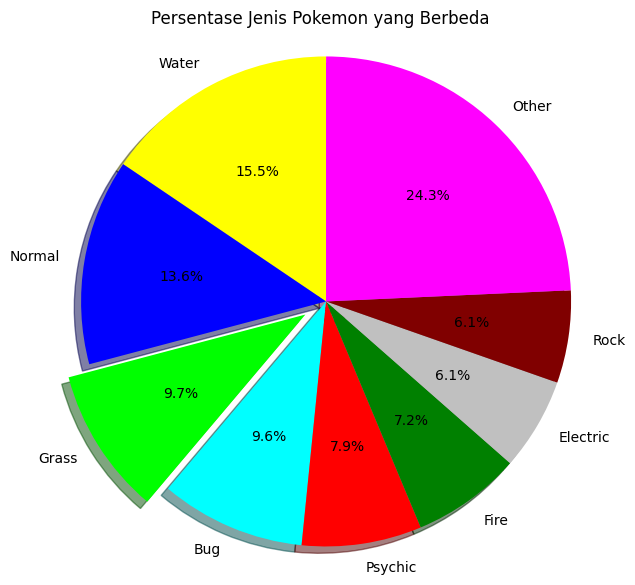 Persentase Jenis Pokemon yang Berbeda
Water
15.5%
Normal
13.6%
Grass
9.7%
Bug
9.6%
Psychic
7.9%
Fire
7.2%
Electric
6.1%
Rock
6.1%
Other
24.3%